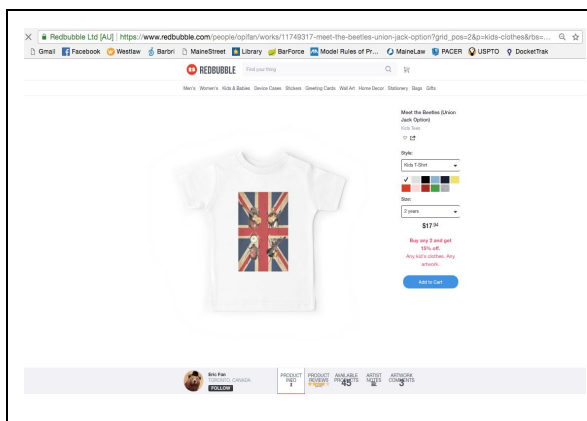 Redbubble Ltd [AU] https://www.redbubble.com/people/opifan/works/11749317-meet-the-beetles-union-jack-option?grid_pos=2&p=kids-clothes&rbs=...
Gmail Facebook Westlaw Barbri MaineStreet Library BarForce Model Rules of Pr... MaineLaw PACER USPTO DocketTrak
REDBUBBLE Find your thing
Men's Women's Kids & Babies Device Cases Stickers Greeting Cards Wall Art Home Decor Stationery Bags Gifts
Meet the Beetles (Union
Jack Option)
Kids Tees
Style:
Kids T-Shirt
Size:
2 years
$17.94
Buy any 2 and get
15% off.
Any kid's clothes. Any
artwork.
Add to Cart
Eric Fan
TORONTO, CANADA
FOLLOW
PRODUCT
INFO
PRODUCT
REVIEWS
AVAILABLE
PRODUCTS
45
ARTIST
NOTES
ARTWORK
COMMENTS
3